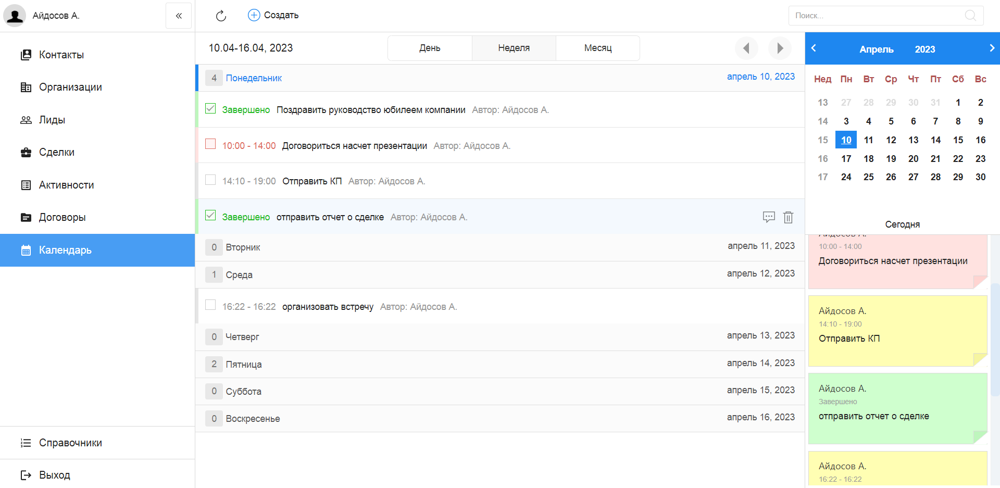 Айдосов А.
«
Создать
Поиск...
Контакты
Организации
Лиды
Сделки
Активности
Договоры
Календарь
Справочники
Выход
10.04-16.04, 2023
День Неделя Месяц
4 Понедельник апрель 10, 2023
Завершено Поздравить руководство юбилеем компании Автор: Айдосов А.
10:00 - 14:00 Договориться насчет презентации Автор: Айдосов А.
14:10 - 19:00 Отправить КП Автор: Айдосов А.
Завершено отправить отчет о сделке Автор: Айдосов А.
0 Вторник апрель 11, 2023
1 Среда апрель 12, 2023
16:22 - 16:22 организовать встречу Автор: Айдосов А.
0 Четверг апрель 13, 2023
2 Пятница апрель 14, 2023
0 Суббота апрель 15, 2023
0 Воскресенье апрель 16, 2023
Апрель 2023
Нед Пн Вт Ср Чт Пт Сб Вс
13 27 28 29 30 31 1 2
14 3 4 5 6 7 8 9
15 10 11 12 13 14 15 16
16 17 18 19 20 21 22 23
17 24 25 26 27 28 29 30
Сегодня
Айдосов А.
10:00 - 14:00
Договориться насчет презентации
Айдосов А.
14:10 - 19:00
Отправить КП
Айдосов А.
Завершено
отправить отчет о сделке
Айдосов А.
16:22 - 16:22